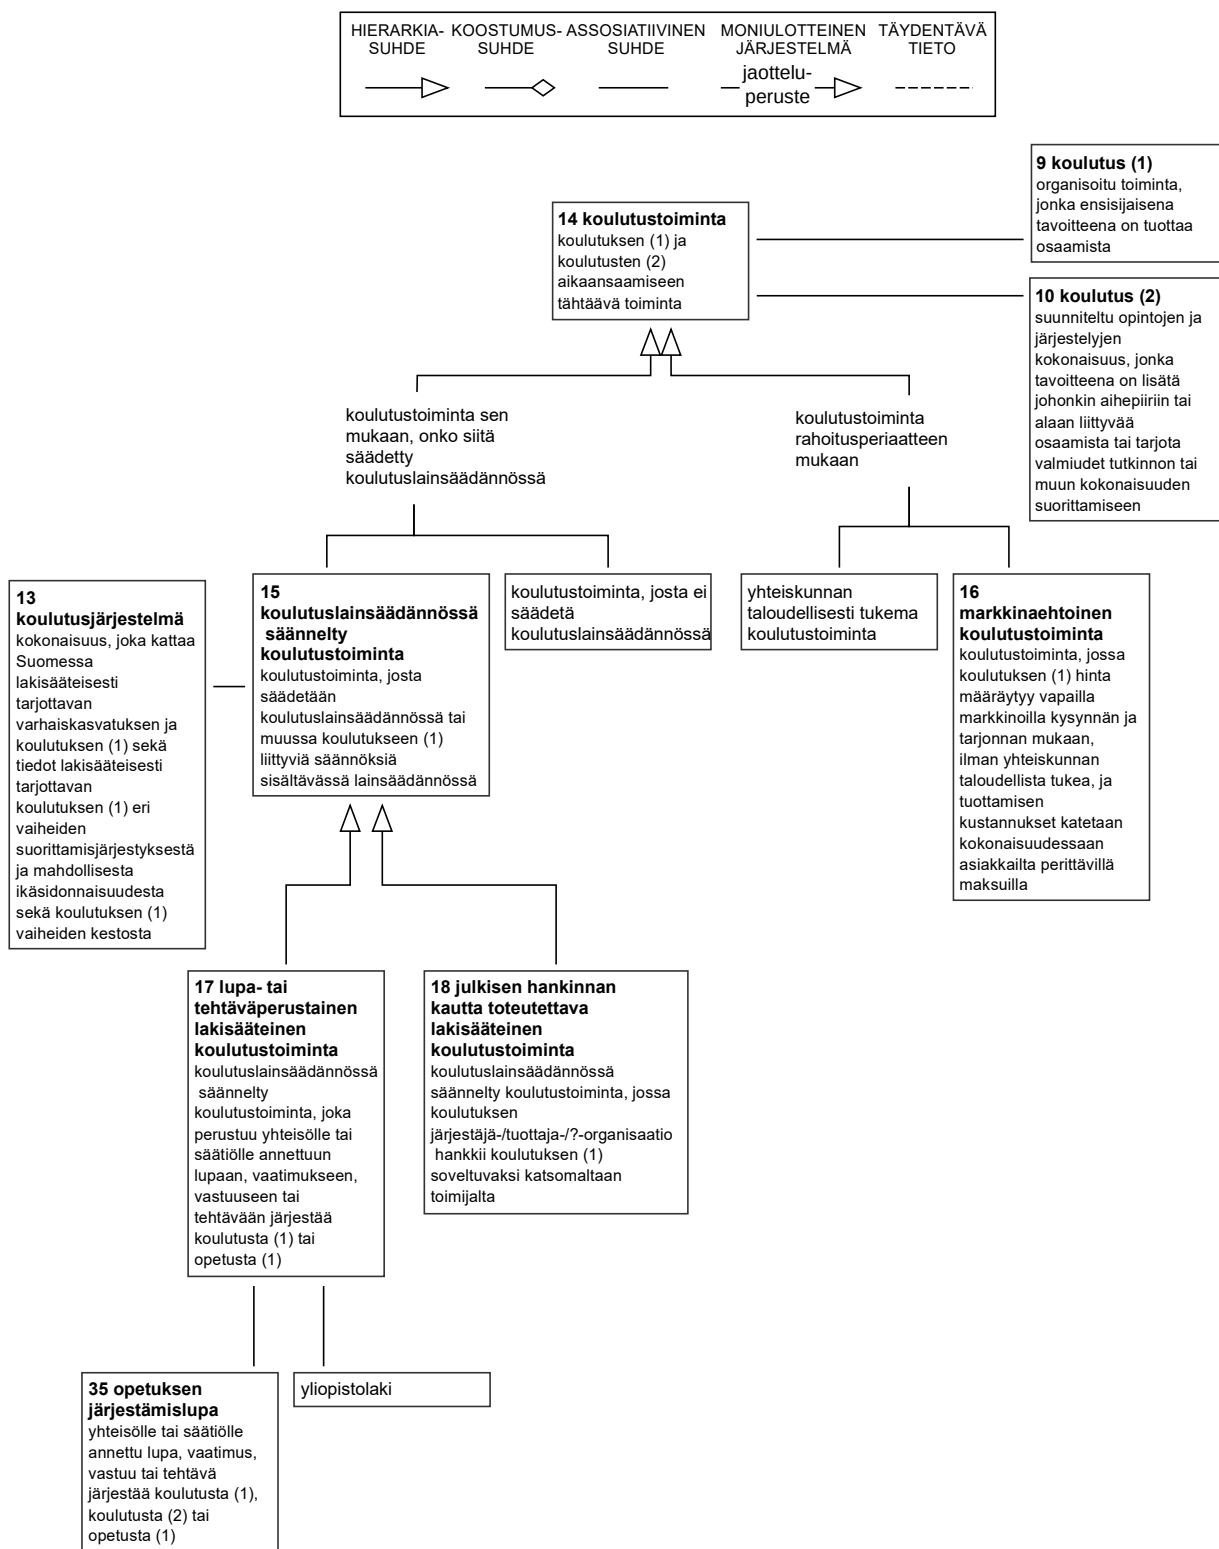 HIERARKIA-
SUHDE
KOOSTUMUS-
SUHDE
ASSOSIATIIVINEN
SUHDE
MONIULOTTEINEN
JÄRJESTELMÄ
TÄYDENTÄVÄ
TIETO
jaottelu-
peruste
9 koulutus (1)
organisoitu toiminta,
jonka ensisijaisena
tavoitteena on tuottaa
osaamista
14 koulutustoiminta
koulutuksen (1) ja
koulutusten (2)
aikaansaamiseen
tähtäävä toiminta
10 koulutus (2)
suunniteltu opintojen ja
järjestelyjen
kokonaisuus, jonka
tavoitteena on lisätä
johonkin aihepiiriin tai
alaan liittyvää
osaamista tai tarjota
valmiudet tutkinnon tai
muun kokonaisuuden
suorittamiseen
koulutustoiminta sen
mukaan, onko siitä
säädetty
koulutuslainsäädännössä
koulutustoiminta
rahoitusperiaatteen
mukaan
13
koulutusjärjestelmä
kokonaisuus, joka kattaa
Suomessa
lakisääteisesti
tarjottavan
varhaiskasvatuksen ja
koulutuksen (1) sekä
tiedot lakisääteisesti
tarjottavan
koulutuksen (1) eri
vaiheiden
suorittamisjärjestyksestä
ja mahdollisesta
ikäsidonnaisuudesta
sekä koulutuksen (1)
vaiheiden kestosta
15
koulutuslainsäädännössä
säännelty
koulutustoiminta
koulutustoiminta, josta
säädetään
koulutuslainsäädännössä tai
muussa koulutukseen (1)
liittyviä säännöksiä
sisältävässä lainsäädännössä
koulutustoiminta, josta ei
säädetä
koulutuslainsäädännössä
yhteiskunnan
taloudellisesti tukema
koulutustoiminta
16
markkinaehtoinen
koulutustoiminta
koulutustoiminta, jossa
koulutuksen (1) hinta
määräytyy vapailla
markkinoilla kysynnän ja
tarjonnan mukaan,
ilman yhteiskunnan
taloudellista tukea, ja
tuottamisen
kustannukset katetaan
kokonaisuudessaan
asiakkailta perittävillä
maksuilla
17 lupa- tai
tehtäväperustainen
lakisääteinen
koulutustoiminta
koulutuslainsäädännössä
säännelty
koulutustoiminta, joka
perustuu yhteisölle tai
säätiölle annettuun
lupaan, vaatimukseen,
vastuuseen tai
tehtävään järjestää
koulutusta (1) tai
opetusta (1)
18 julkisen hankinnan
kautta toteutettava
lakisääteinen
koulutustoiminta
koulutuslainsäädännössä
säännelty koulutustoiminta, jossa
koulutuksen
järjestäjä-/tuottaja-/?-organisaatio
hankkii koulutuksen (1)
soveltuvaksi katsomaltaan
toimijalta
35 opetuksen
järjestämislupa
yhteisölle tai säätiölle
annettu lupa, vaatimus,
vastuu tai tehtävä
järjestää koulutusta (1),
koulutusta (2) tai
opetusta (1)
yliopistolaki